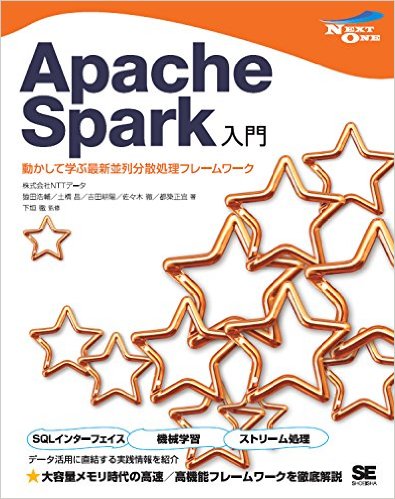 NEXT
ONE
Apache
Spark 入門
動かして学ぶ最新並列分散処理フレームワーク
株式会社NTTデータ
猿田浩輔／土橋 昌／吉田耕陽／佐々木 徹／都築正宜 著
下垣 徹 監修
SQLインターフェイス
機械学習
ストリーム処理
データ活用に直結する実践情報を紹介
★大容量メモリ時代の高速／高機能フレームワークを徹底解説
SE
SHOEISHA